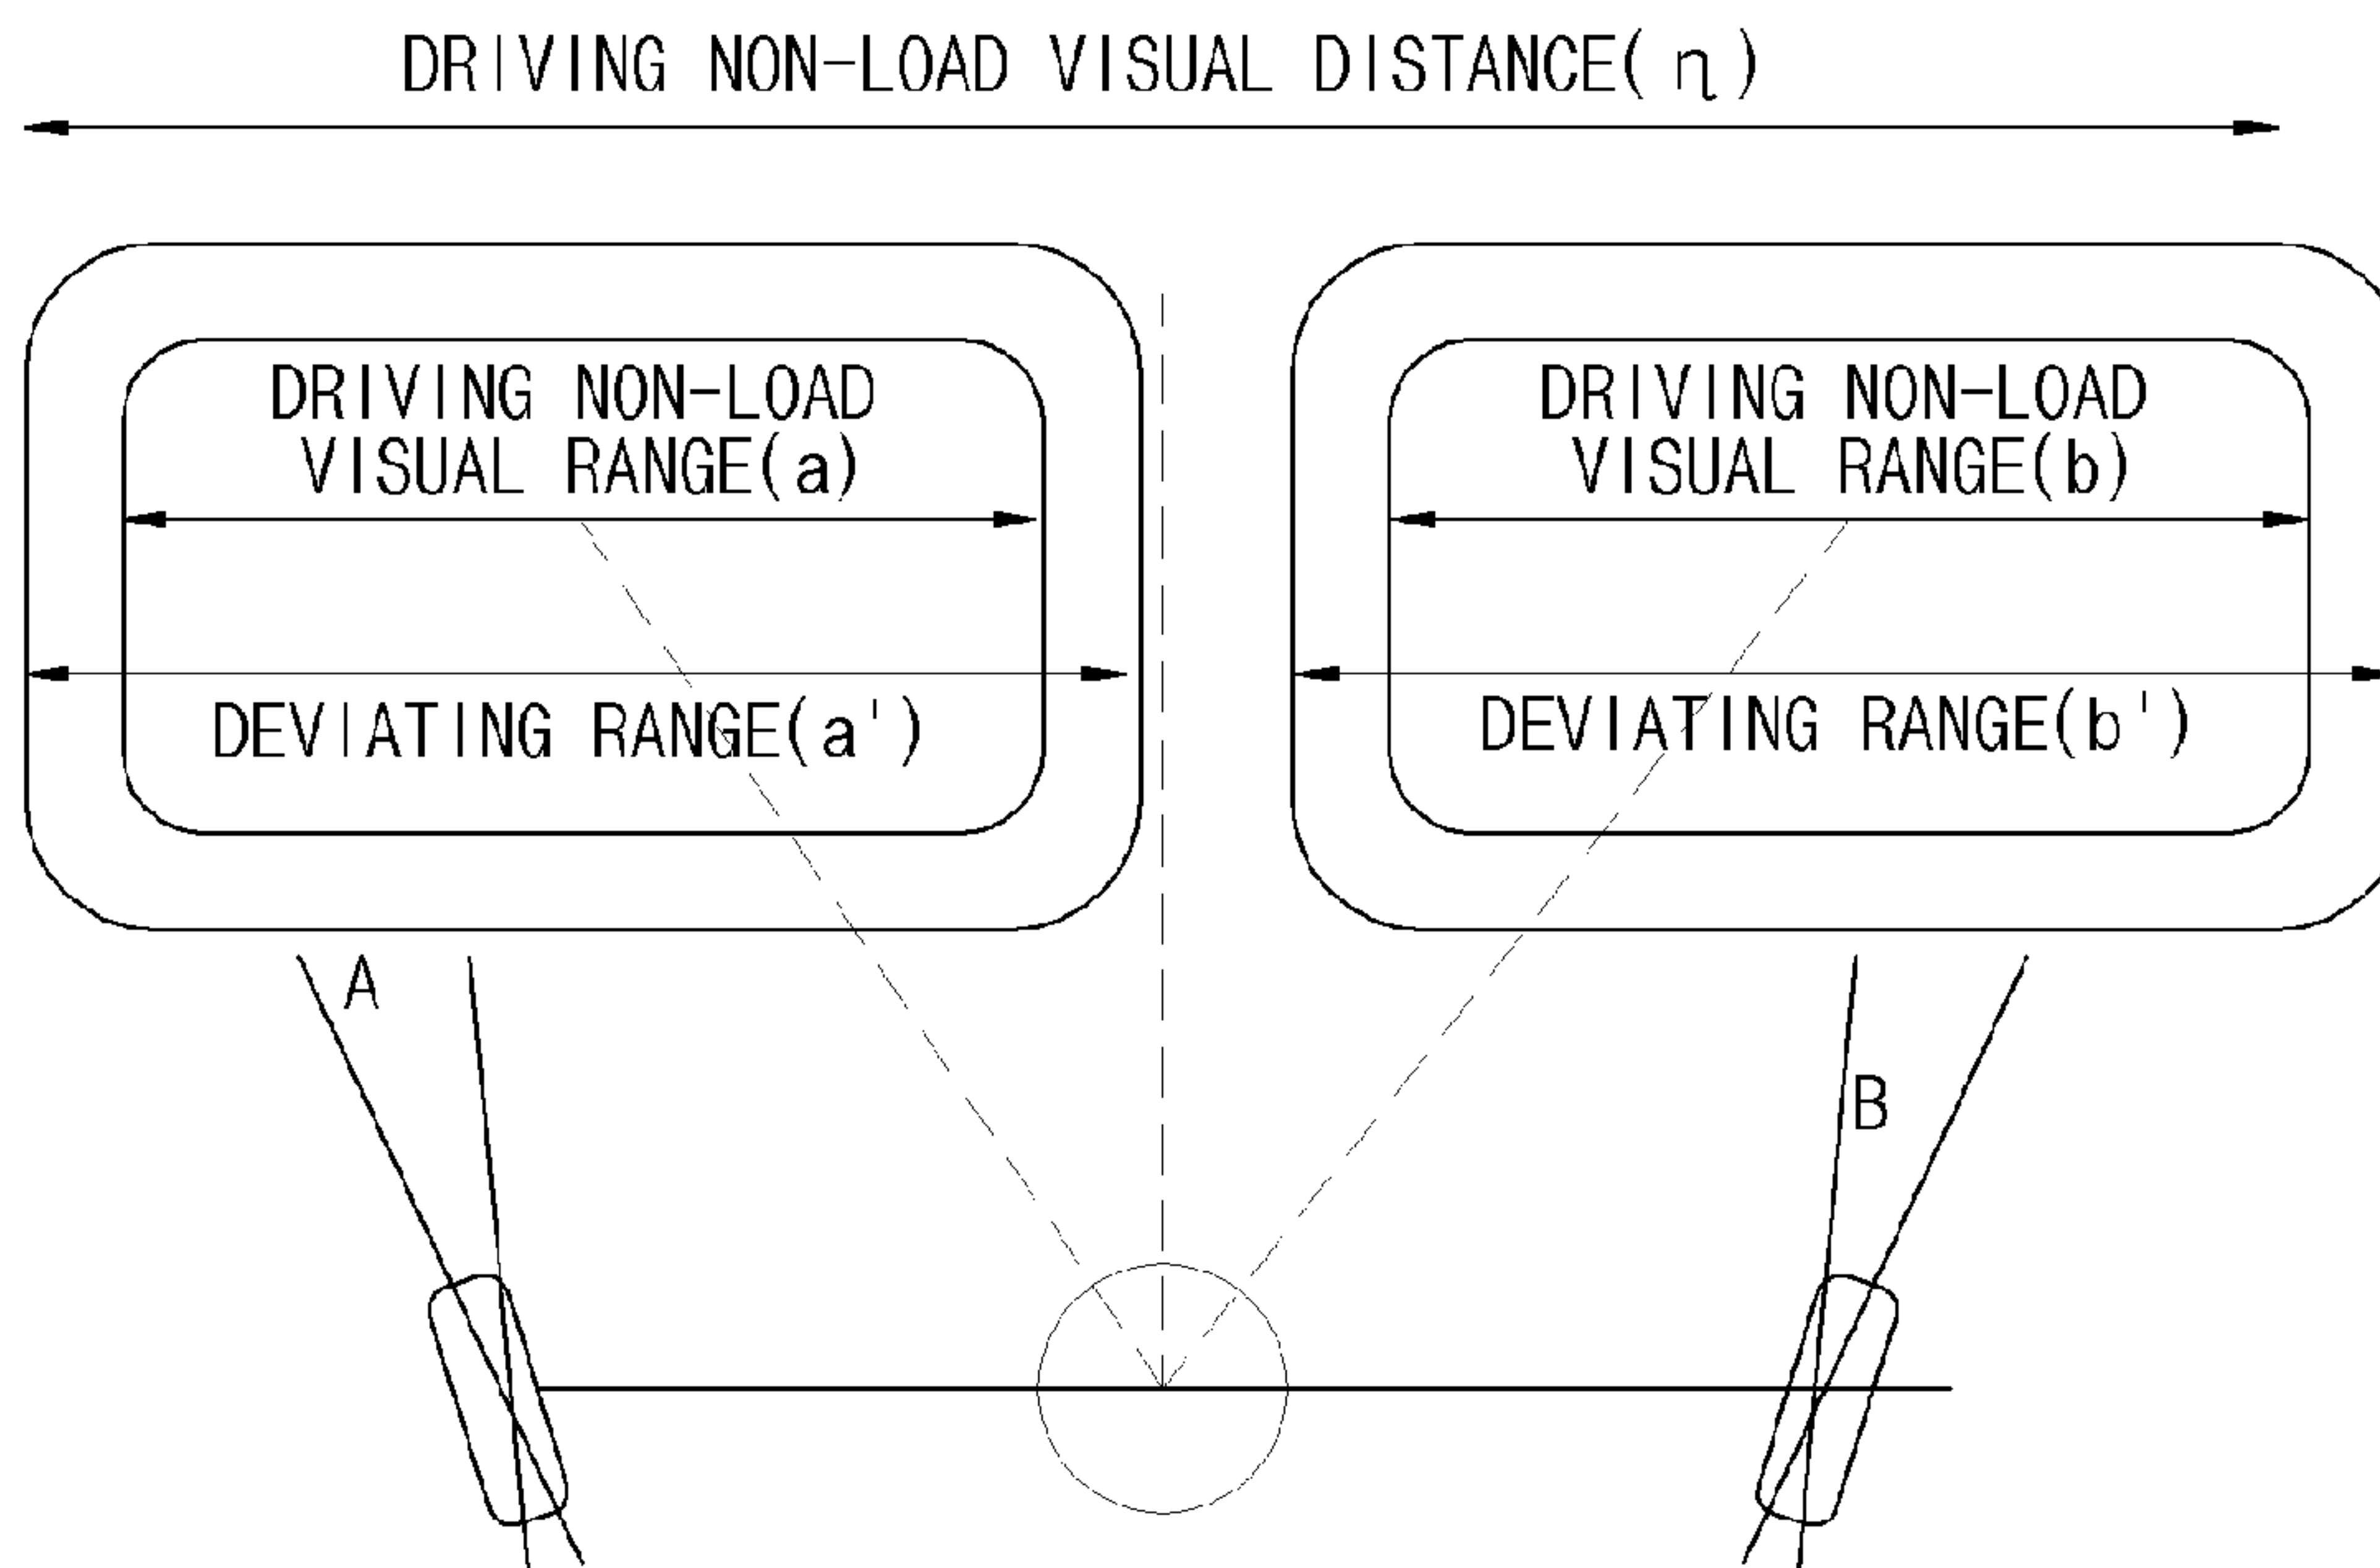 DRIVING NON-LOAD VISUAL DISTANCE(η)
DRIVING NON-LOAD
VISUAL RANGE(a)
DEVIATING RANGE(a')
DRIVING NON-LOAD
VISUAL RANGE(b)
DEVIATING RANGE(b')
A
B